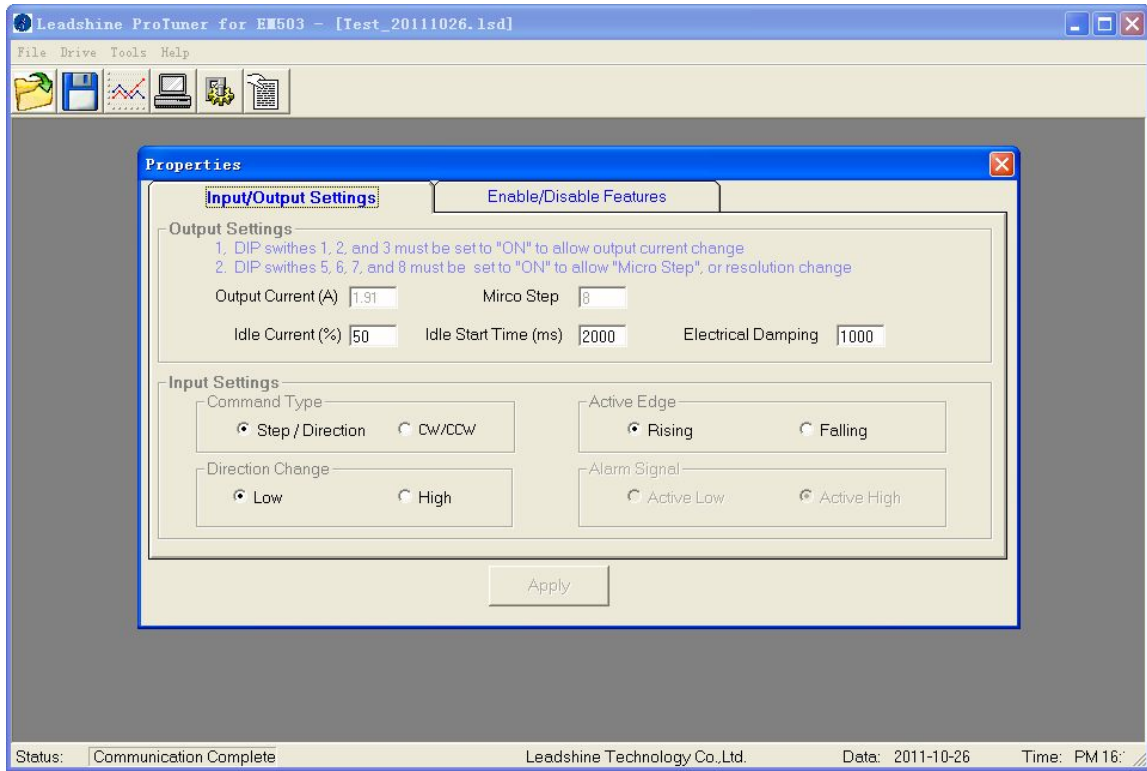 Leadshine ProTuner for EM503 - [Test_20111026.lsd]
File Drive Tools Help
Properties
Input/Output Settings
Enable/Disable Features
Output Settings
1, DIP swithes 1, 2, and 3 must be set to "ON" to allow output current change
2. DIP swithes 5, 6, 7, and 8 must be set to "ON" to allow "Micro Step", or resolution change
Output Current (A) 1.91 Mirco Step 8
Idle Current (%) 50 Idle Start Time (ms) 2000 Electrical Damping 1000
Input Settings
Command Type
Step / Direction CW/CCW
Active Edge
Rising Falling
Direction Change
Low High
Alarm Signal
Active Low Active High
Apply
Status: Communication Complete Leadshine Technology Co.,Ltd. Data: 2011-10-26 Time: PM 16: